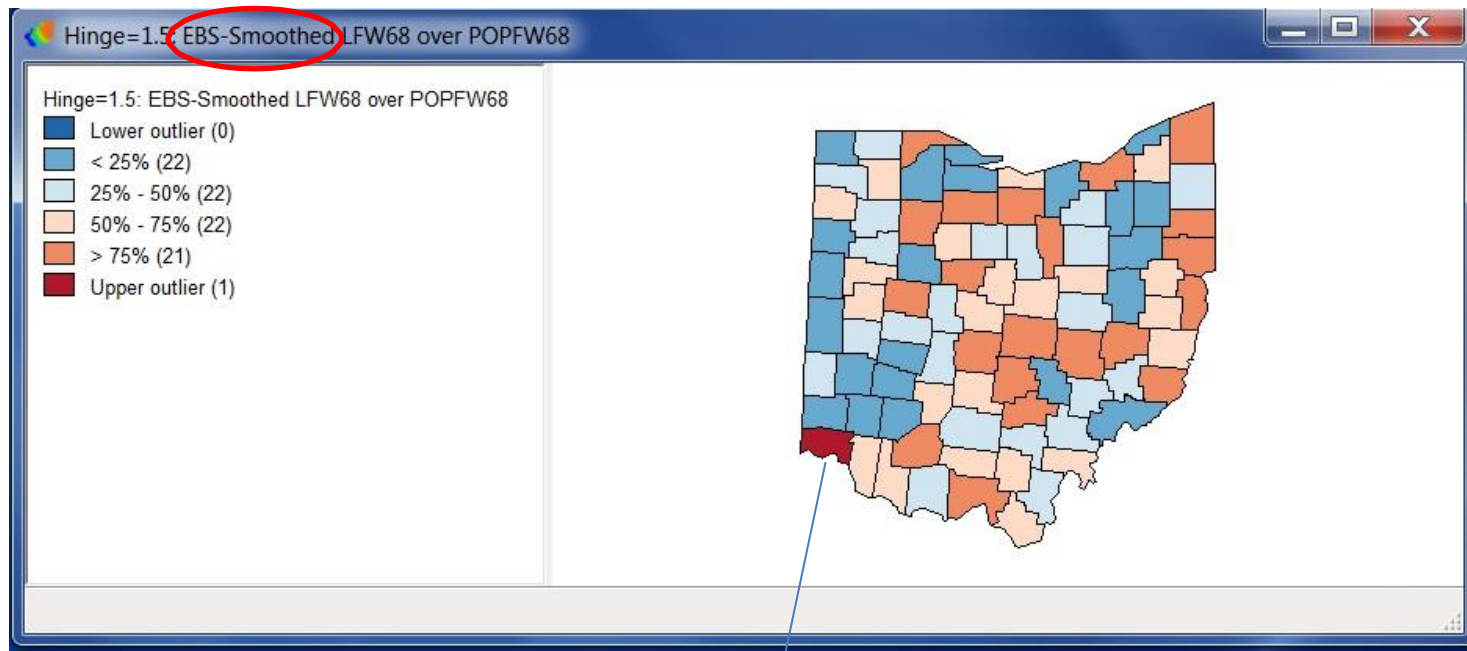 Hinge=1.5: EBS-Smoothed LFW68 over POPFW68
Hinge=1.5: EBS-Smoothed LFW68 over POPFW68
Lower outlier (0)
< 25% (22)
25% - 50% (22)
50% - 75% (22)
> 75% (21)
Upper outlier (1)